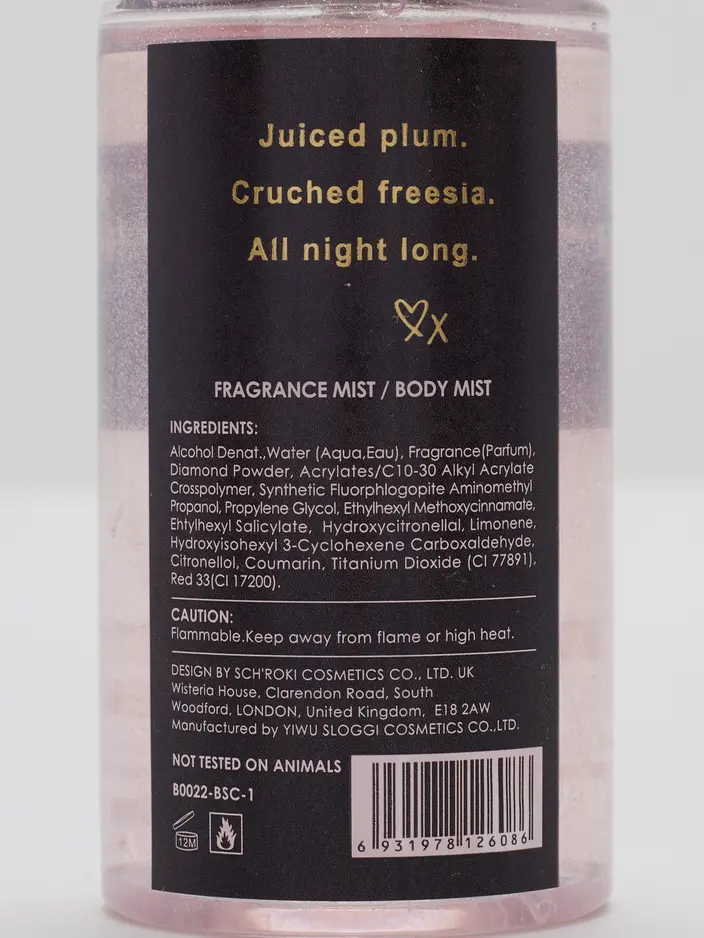 Juiced plum.
Cruched freesia.
All night long.
X
FRAGRANCE MIST / BODY MIST
INGREDIENTS:
Alcohol Denat.,Water (Aqua,Eau), Fragrance(Parfum),
Diamond Powder, Acrylates/C10-30 Alkyl Acrylate
Crosspolymer, Synthetic Fluorphlogopite Aminomethyl
Propanol, Propylene Glycol, Ethylhexyl Methoxycinnamate,
Ehtylhexyl Salicylate, Hydroxycitronellal, Limonene,
Hydroxyisohexyl 3-Cyclohexene Carboxaldehyde,
Citronellol, Coumarin, Titanium Dioxide (CI 77891),
Red 33(CI 17200).
CAUTION:
Flammable.Keep away from flame or high heat.
DESIGN BY SCH'ROKI COSMETICS CO., LTD. UK
Wisteria House, Clarendon Road, South
Woodford, LONDON, United Kingdom, E18 2AW
Manufactured by YIWU SLOGGI COSMETICS CO.,LTD.
NOT TESTED ON ANIMALS
B0022-BSC-1
12M
6 931978 126086